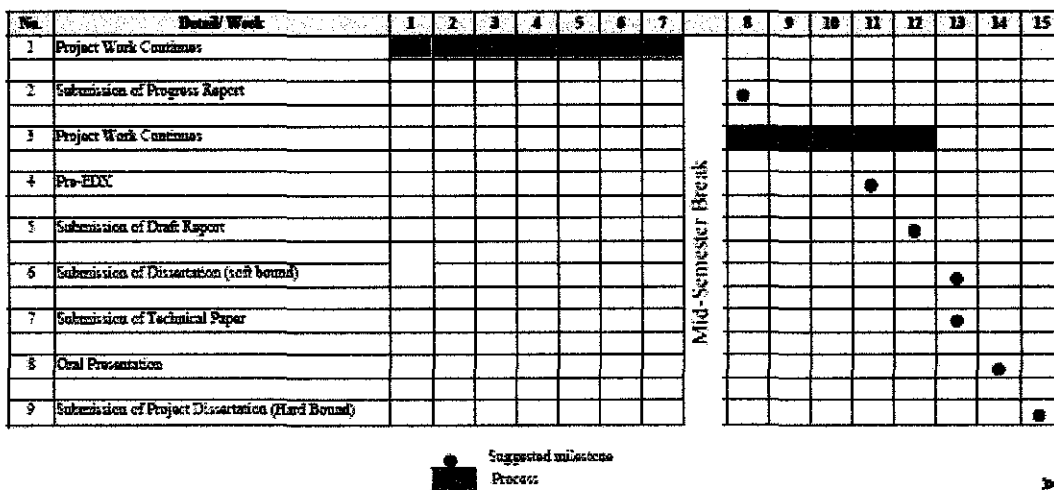 No. Detail/ Week 1 2 3 4 5 6 7 8 9 10 11 12 13 14 15
1 Project Work Continues
2 Submission of Progress Report
3 Project Work Continues
Mid-Semester Break
4 Pre-EDX
5 Submission of Draft Report
6 Submission of Dissertation (soft bound)
7 Submission of Technical Paper
8 Oral Presentation
9 Submission of Project Dissertation (Hard Bound)
Suggested milestone
Process